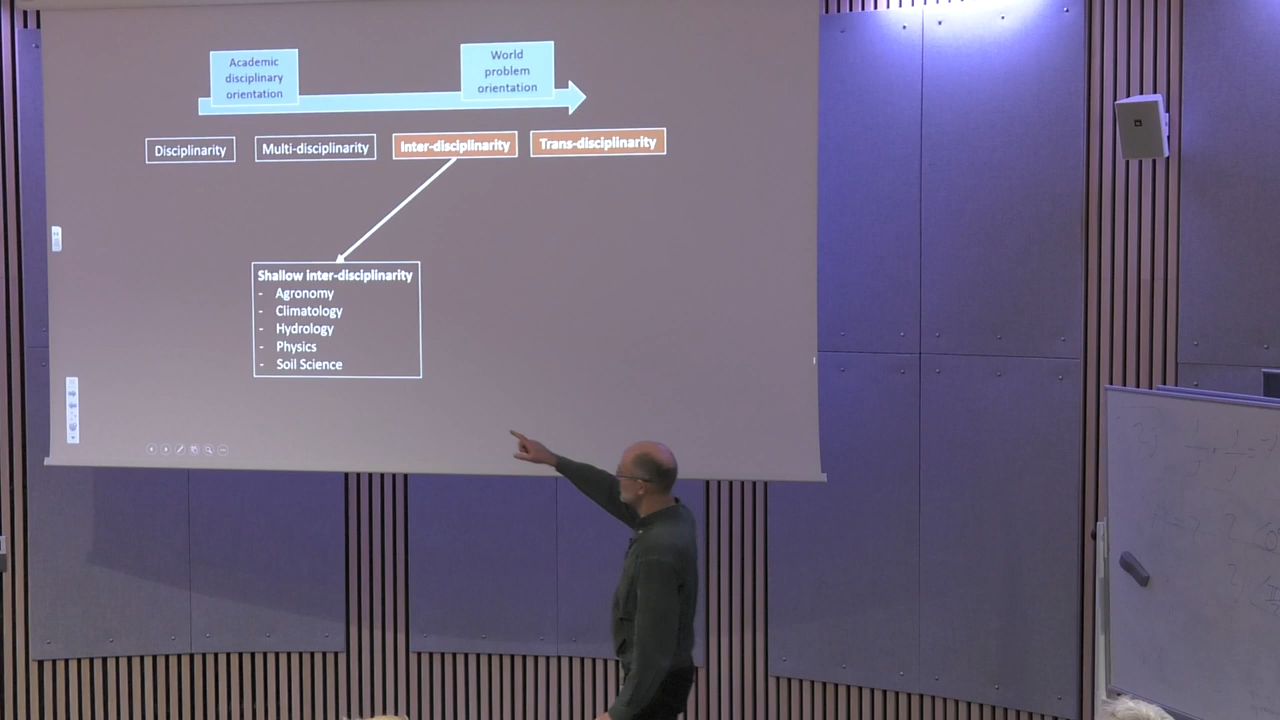 Academic
disciplinary
orientation
World
problem
orientation
Disciplinarity
Multi-disciplinarity
Inter-disciplinarity
Trans-disciplinarity
Shallow inter-disciplinarity
- Agronomy
- Climatology
- Hydrology
- Physics
- Soil Science